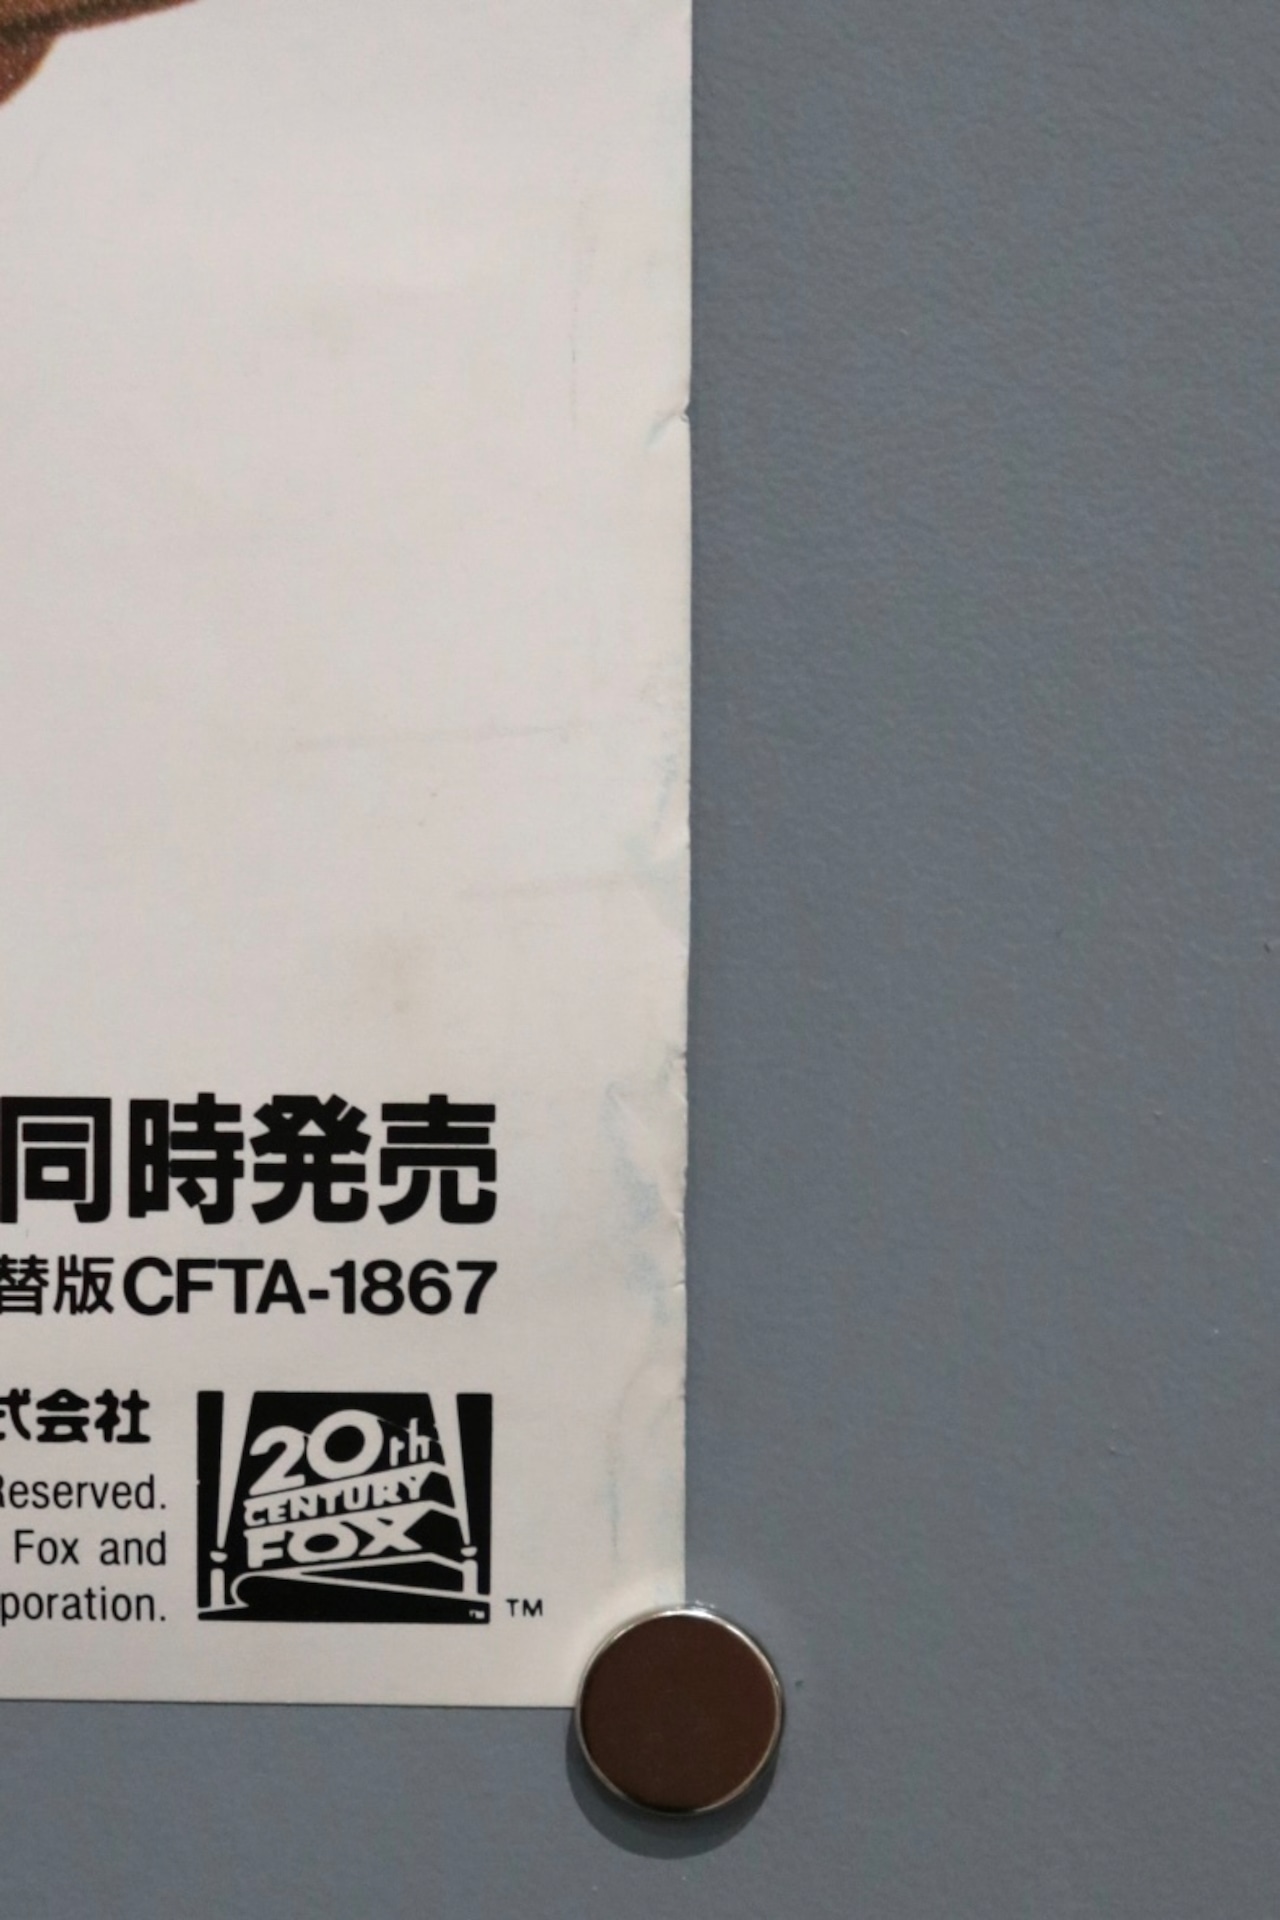 同時発売
替版CFTA-1867
式会社
Reserved.
Fox and
poration.
20th
CENTURY
FOX
TM